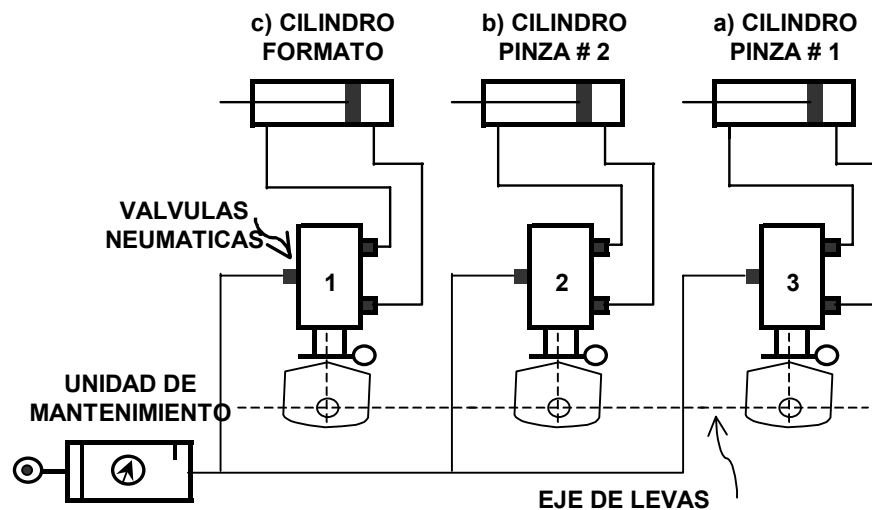 c) CILINDRO
FORMATO
b) CILINDRO
PINZA # 2
a) CILINDRO
PINZA # 1
VALVULAS
NEUMATICAS
1
2
3
UNIDAD DE
MANTENIMIENTO
EJE DE LEVAS